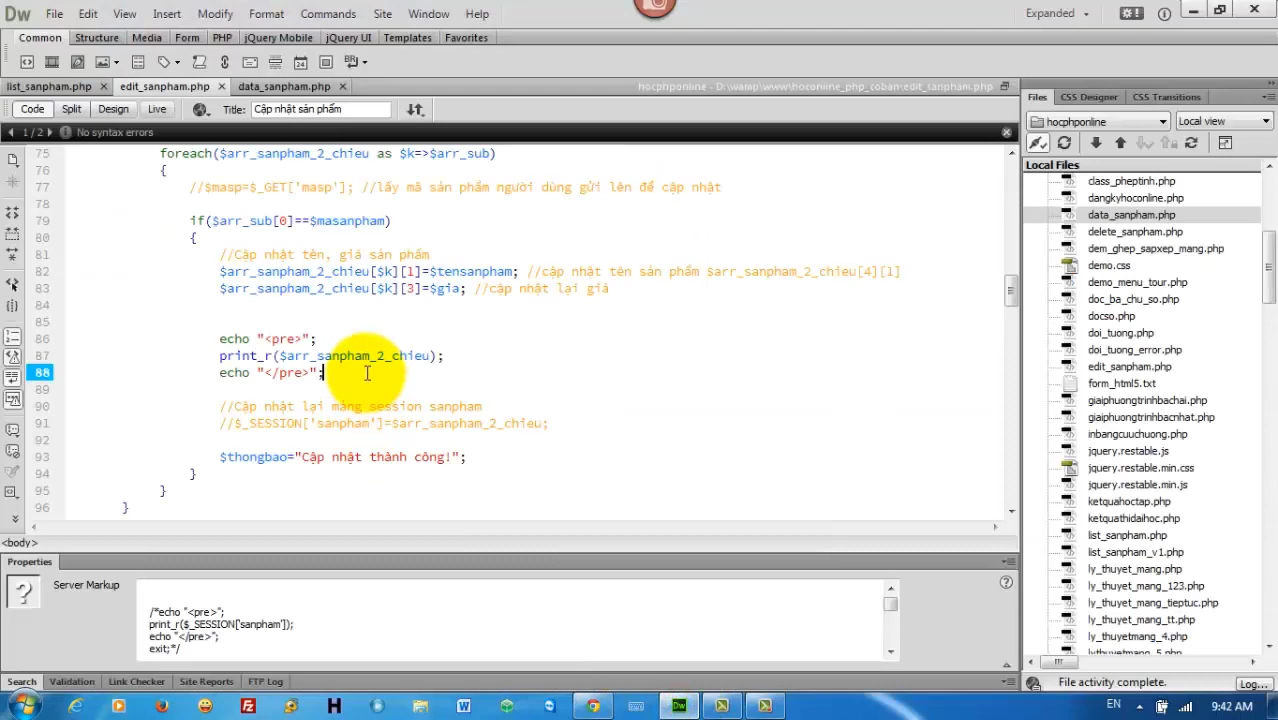 Dw File Edit View Insert Modify Format Commands Site Window Help Expanded
Common Structure Media Form PHP jQuery Mobile jQuery UI Templates Favorites
list_sanpham.php × edit_sanpham.php × data_sanpham.php × hocphponline - D:\wamp\www\hoconline_php_coban\edit_sanpham.php
Code Split Design Live Title: Cập nhật sản phẩm
1 / 2 No syntax errors
75 foreach($arr_sanpham_2_chieu as $k=>$arr_sub)
76 {
77 //$masp=$_GET['masp']; //lấy mã sản phẩm người dùng gửi lên để cập nhật
78
79 if($arr_sub[0]==$masanpham)
80 {
81 //Cập nhật tên, giá sản phẩm
82 $arr_sanpham_2_chieu[$k][1]=$tensanpham; //cập nhật tên sản phẩm $arr_sanpham_2_chieu[4][1]
83 $arr_sanpham_2_chieu[$k][3]=$gia; //cập nhật lại giá
84
85
86 echo "<pre>";
87 print_r($arr_sanpham_2_chieu);
88 echo "</pre>";
89
90 //Cập nhật lại mảng session sanpham
91 //$_SESSION['sanpham']=$arr_sanpham_2_chieu;
92
93 $thongbao="Cập nhật thành công!";
94 }
95 }
96 }
<body>
Properties
? Server Markup
/*echo "<pre>";
print_r($_SESSION['sanpham']);
echo "</pre>";
exit;*/
Search Validation Link Checker Site Reports FTP Log
Files CSS Designer CSS Transitions
hocphponline Local view
Local Files
class_pheptinh.php
dangkyhoconline.php
data_sanpham.php
delete_sanpham.php
dem_ghep_sapxep_mang.php
demo.css
demo_menu_tour.php
doc_ba_chu_so.php
docso.php
doi_tuong.php
doi_tuong_error.php
edit_sanpham.php
form_html5.txt
giaiphuongtrinhbachai.php
giaiphuongtrinhbacnhat.php
inbangcuuchuong.php
jquery.restable.js
jquery.restable.min.css
jquery.restable.min.js
ketquahoctap.php
ketquathidaihoc.php
list_sanpham.php
list_sanpham_v1.php
ly_thuyet_mang.php
ly_thuyet_mang_123.php
ly_thuyet_mang_tieptuc.php
ly_thuyet_mang_tt.php
ly_thuyetmang_4.php
lythuyetmang_5.php
File activity complete. Log...
EN 9:42 AM